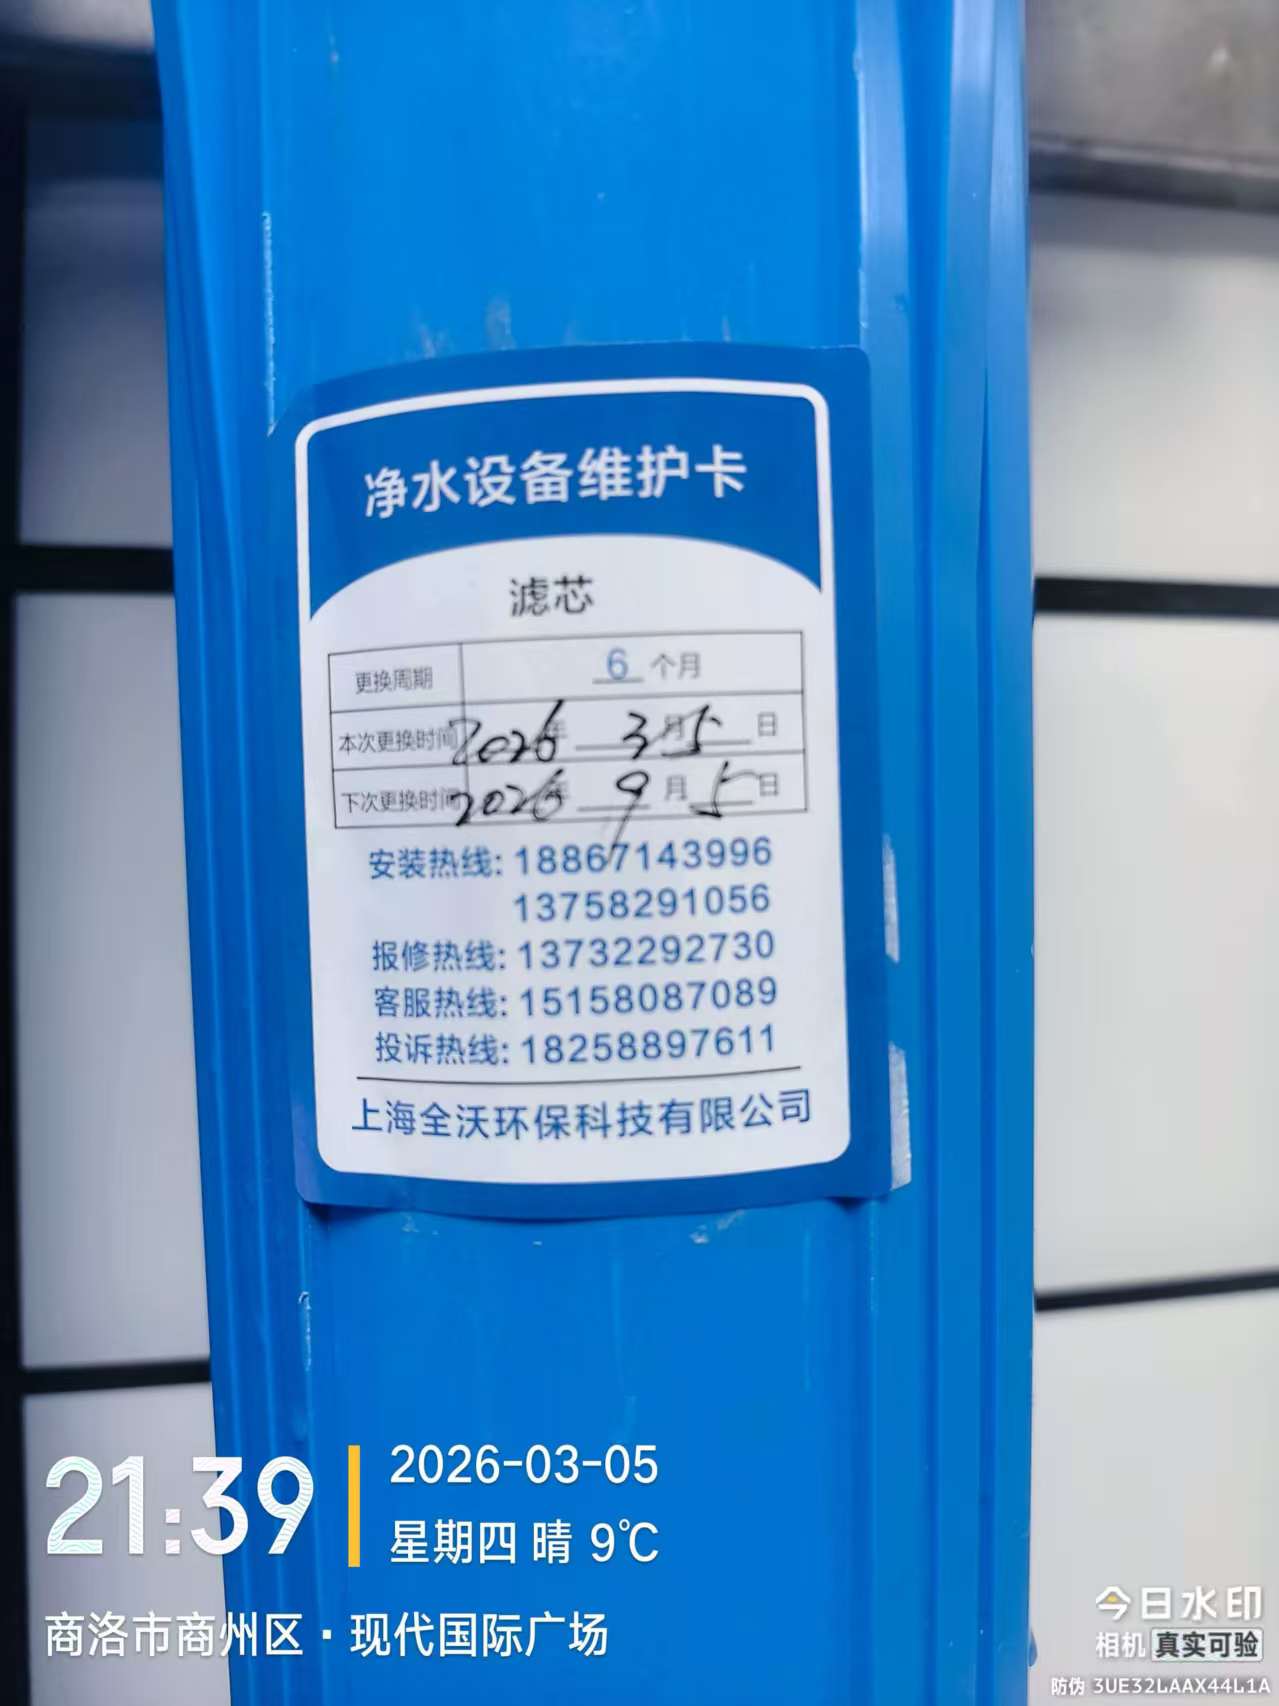 净水设备维护卡
滤芯
更换周期 6 个月
本次更换时间 2026 年 3 月 5 日
下次更换时间 2026 年 9 月 5 日
安装热线: 18867143996
13758291056
报修热线: 13732292730
客服热线: 15158087089
投诉热线: 18258897611
上海全沃环保科技有限公司
21:39
2026-03-05
星期四 晴 9℃
商洛市商州区·现代国际广场
今日水印
相机 真实可验
防伪 3UE32LAAX44L1A